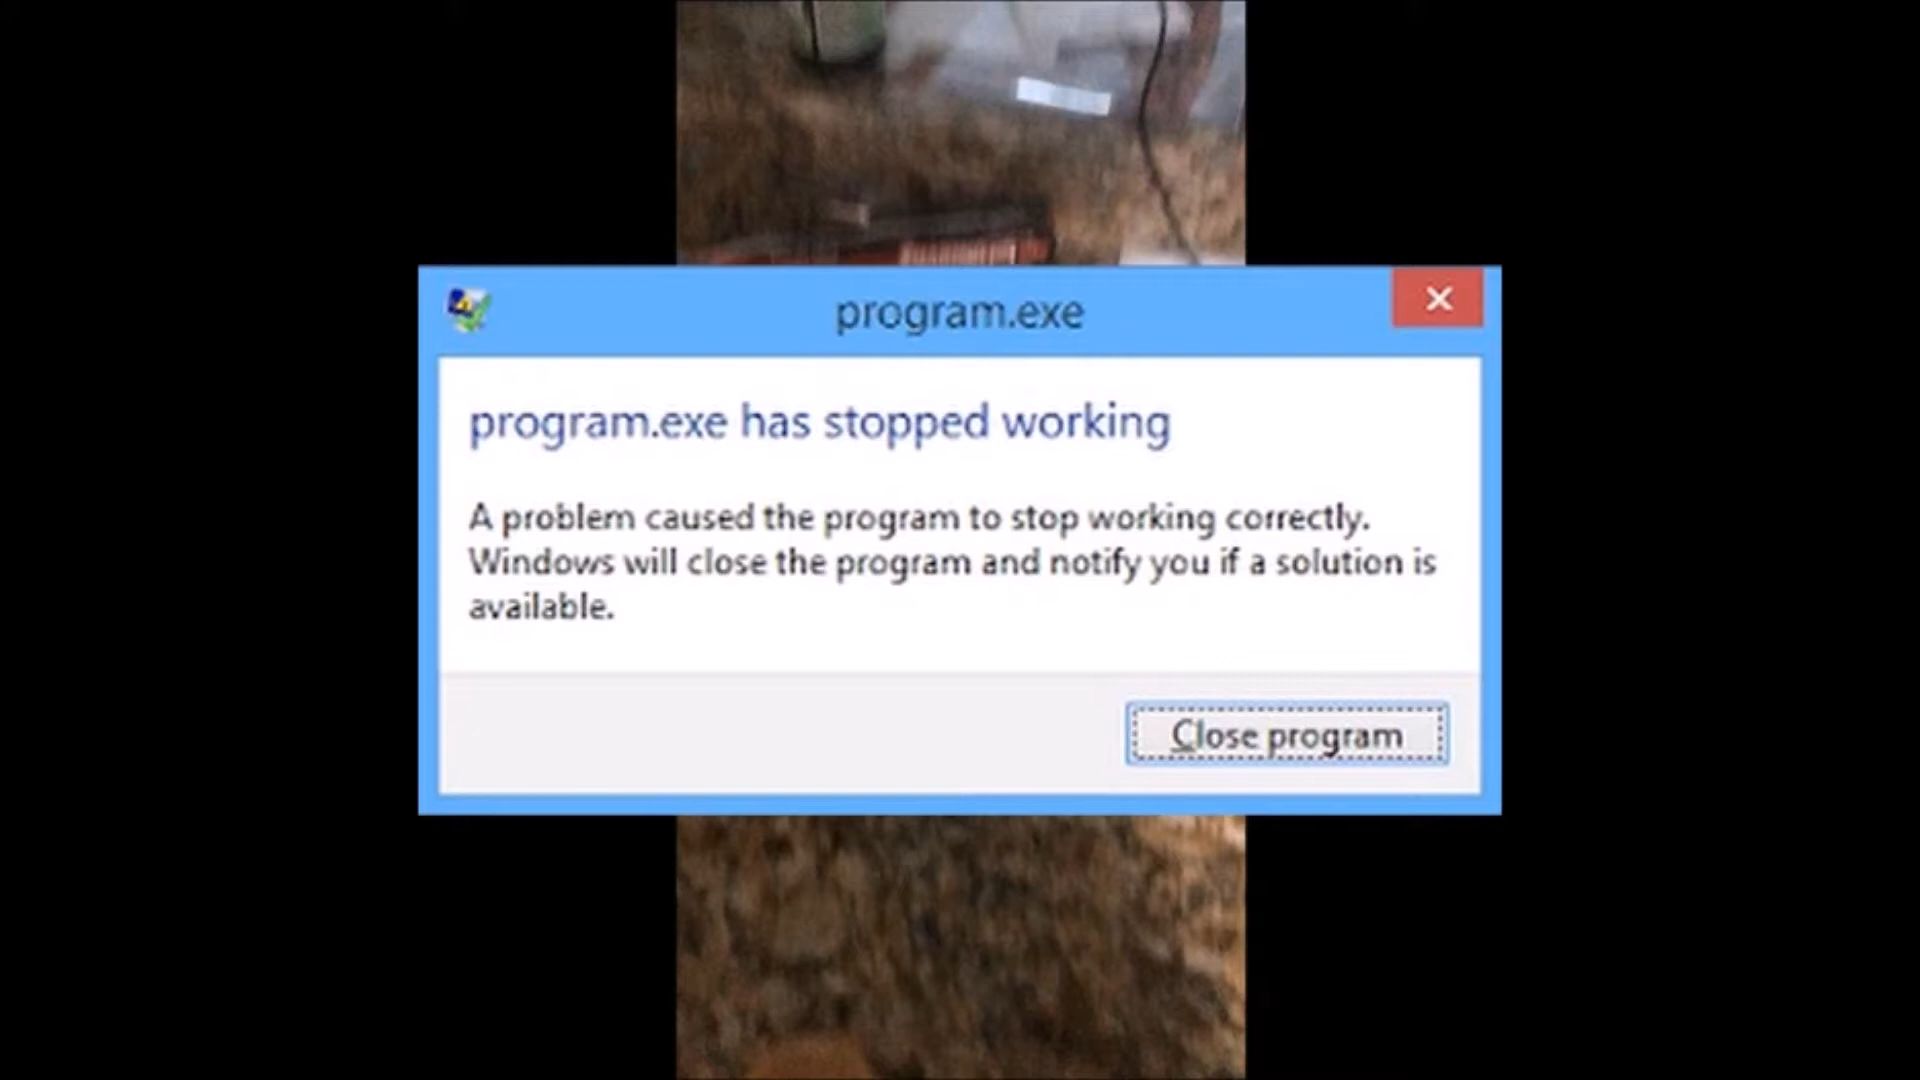 program.exe
program.exe has stopped working
A problem caused the program to stop working correctly.
Windows will close the program and notify you if a solution is
available.
Close program